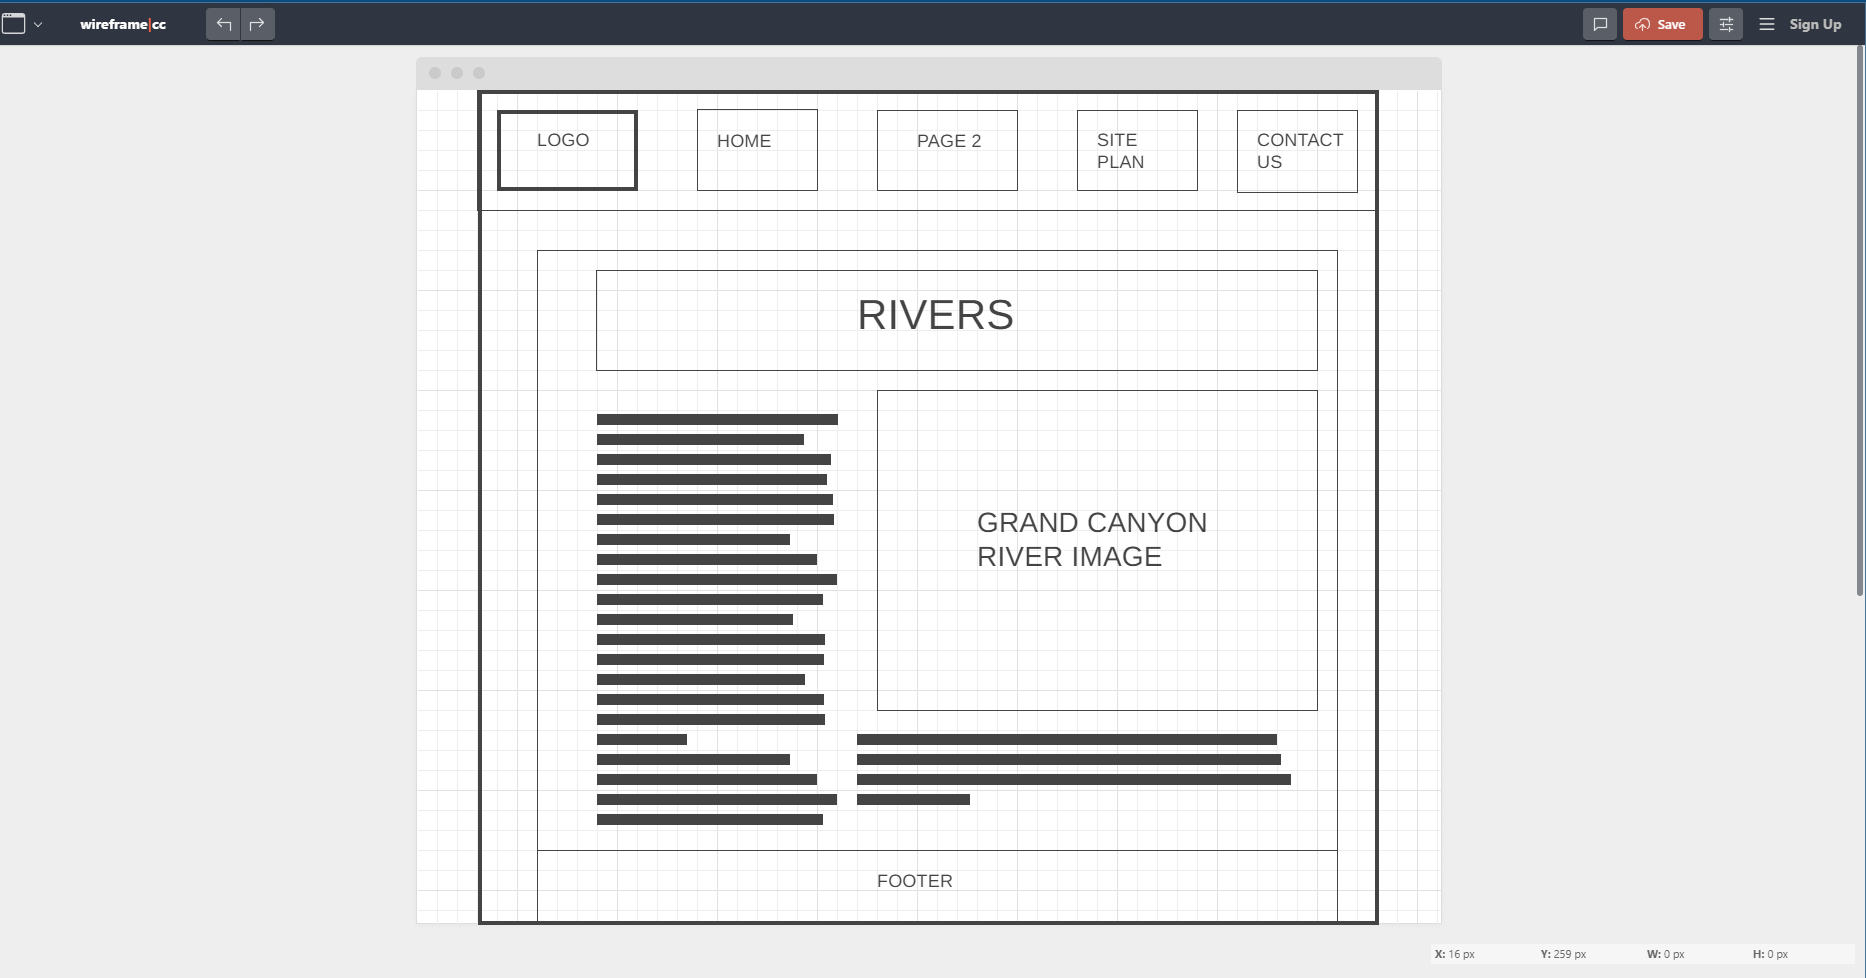 wireframe|cc
Save
Sign Up
LOGO
HOME
PAGE 2
SITE
PLAN
CONTACT
US
RIVERS
GRAND CANYON
RIVER IMAGE
FOOTER
X: 16 px Y: 259 px W: 0 px H: 0 px